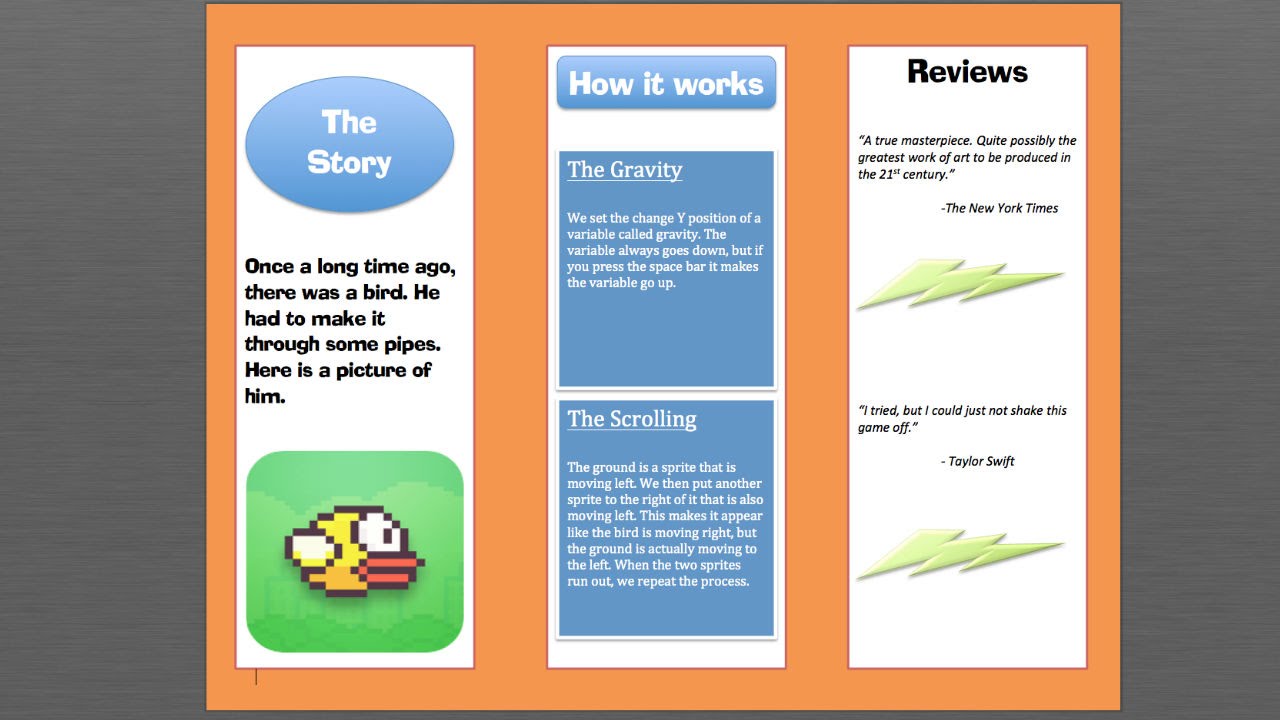 The
Story
Once a long time ago,
there was a bird. He
had to make it
through some pipes.
Here is a picture of
him.
How it works
The Gravity
We set the change Y position of a
variable called gravity. The
variable always goes down, but if
you press the space bar it makes
the variable go up.
The Scrolling
The ground is a sprite that is
moving left. We then put another
sprite to the right of it that is also
moving left. This makes it appear
like the bird is moving right, but
the ground is actually moving to
the left. When the two sprites
run out, we repeat the process.
Reviews
“A true masterpiece. Quite possibly the
greatest work of art to be produced in
the 21st century.”
-The New York Times
“I tried, but I could just not shake this
game off.”
- Taylor Swift